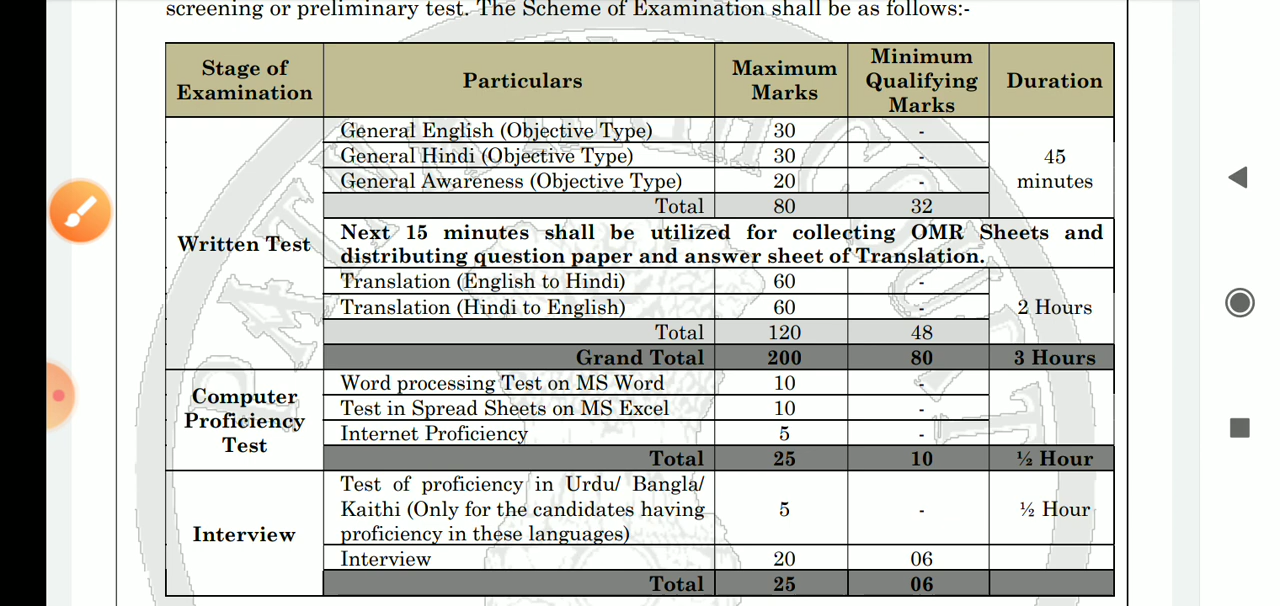 screening or preliminary test. The Scheme of Examination shall be as follows:-
Stage of Examination Particulars Maximum Marks Minimum Qualifying Marks Duration
Written Test
General English (Objective Type) 30 -
General Hindi (Objective Type) 30 -
General Awareness (Objective Type) 20 -
45 minutes
Total 80 32
Next 15 minutes shall be utilized for collecting OMR Sheets and
distributing question paper and answer sheet of Translation.
Translation (English to Hindi) 60 -
Translation (Hindi to English) 60 - 2 Hours
Total 120 48
Grand Total 200 80 3 Hours
Computer Proficiency Test
Word processing Test on MS Word 10 -
Test in Spread Sheets on MS Excel 10 -
Internet Proficiency 5 -
Total 25 10 ½ Hour
Interview
Test of proficiency in Urdu/ Bangla/
Kaithi (Only for the candidates having 5 - ½ Hour
proficiency in these languages)
Interview 20 06
Total 25 06